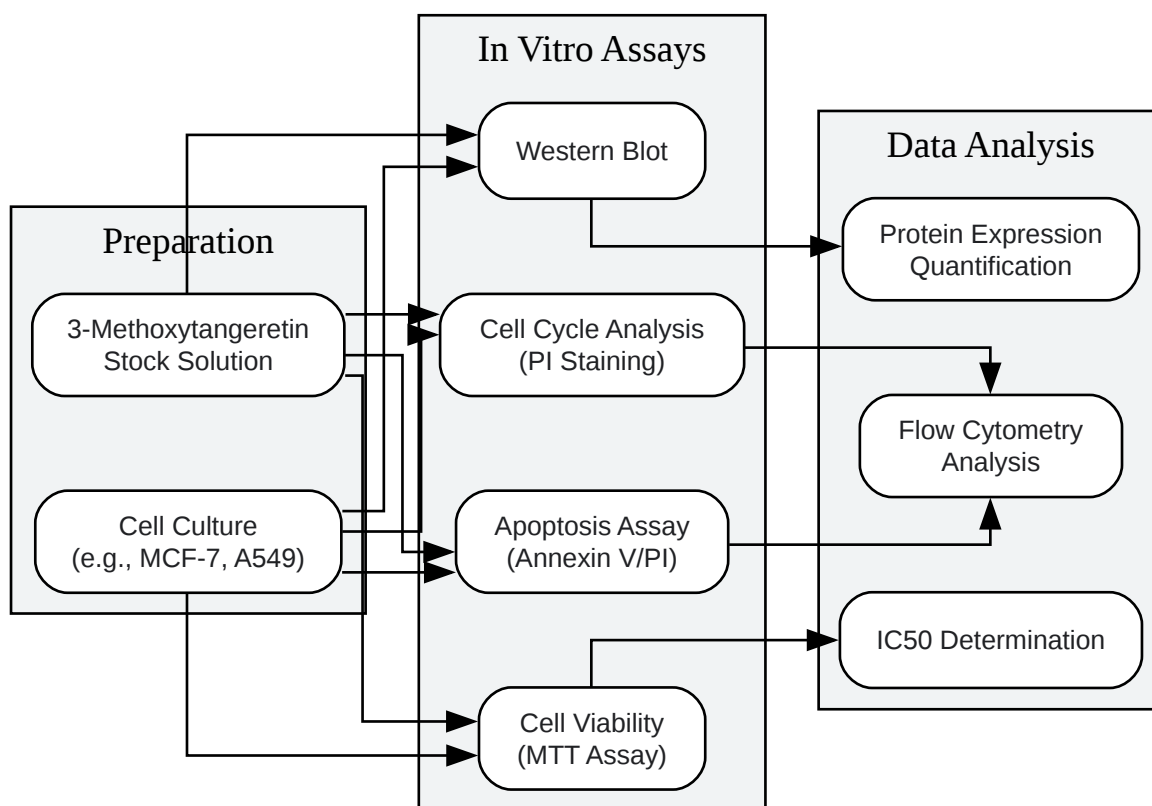 Preparation
3-Methoxytangeretin
Stock Solution
Cell Culture
(e.g., MCF-7, A549)
In Vitro Assays
Western Blot
Cell Cycle Analysis
(PI Staining)
Apoptosis Assay
(Annexin V/PI)
Cell Viability
(MTT Assay)
Data Analysis
Protein Expression
Quantification
Flow Cytometry
Analysis
IC50 Determination